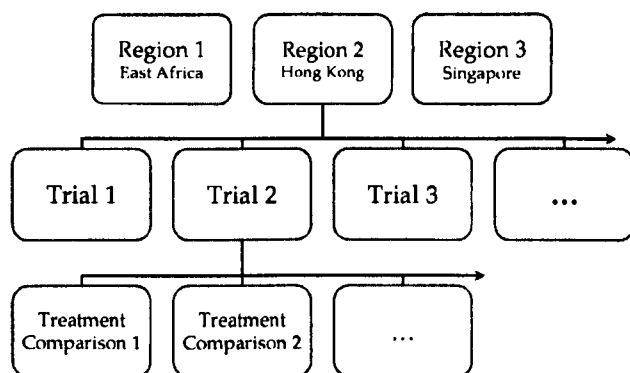 Region 1
East Africa
Region 2
Hong Kong
Region 3
Singapore
Trial 1
Trial 2
Trial 3
...
Treatment
Comparison 1
Treatment
Comparison 2
...